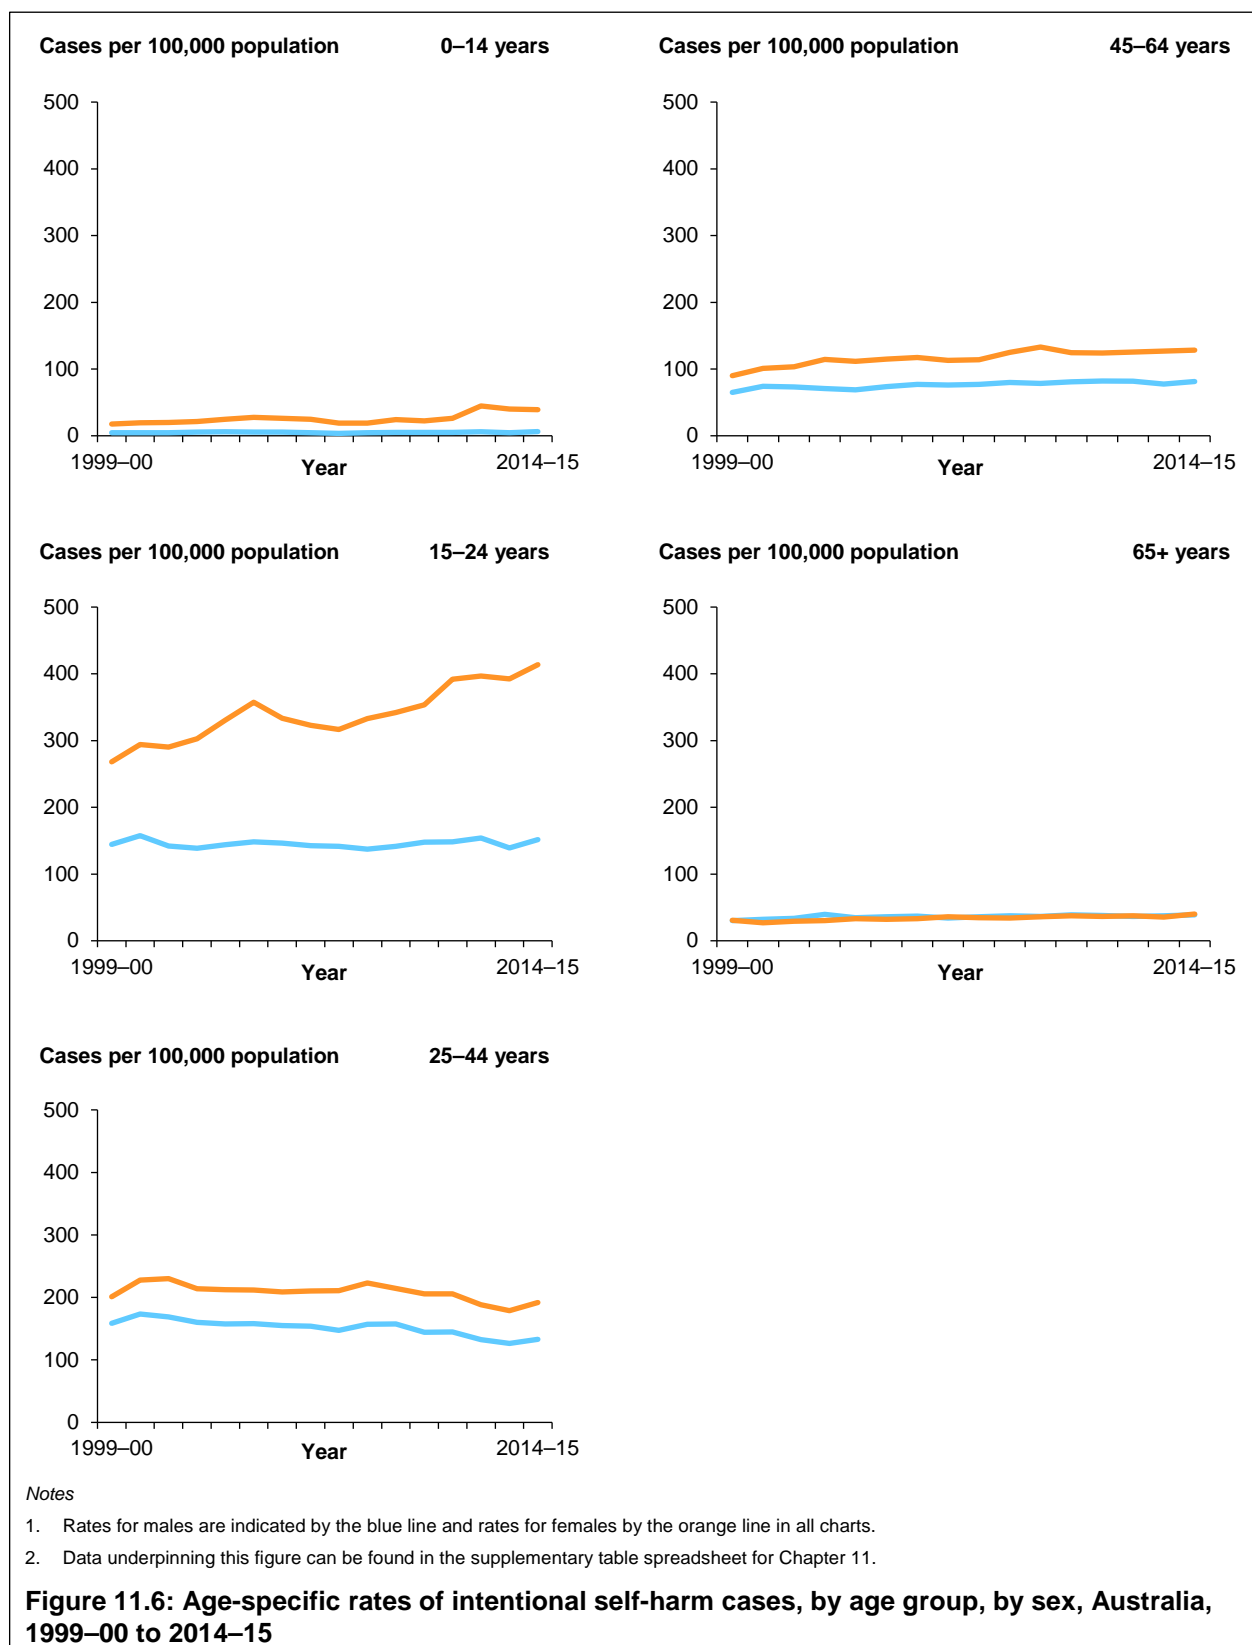 Cases per 100,000 population 0–14 years
500
400
300
200
100
0
1999–00 Year 2014–15
Cases per 100,000 population 45–64 years
500
400
300
200
100
0
1999–00 Year 2014–15
Cases per 100,000 population 15–24 years
500
400
300
200
100
0
1999–00 Year 2014–15
Cases per 100,000 population 65+ years
500
400
300
200
100
0
1999–00 Year 2014–15
Cases per 100,000 population 25–44 years
500
400
300
200
100
0
1999–00 Year 2014–15
Notes
1. Rates for males are indicated by the blue line and rates for females by the orange line in all charts.
2. Data underpinning this figure can be found in the supplementary table spreadsheet for Chapter 11.
Figure 11.6: Age-specific rates of intentional self-harm cases, by age group, by sex, Australia,
1999–00 to 2014–15